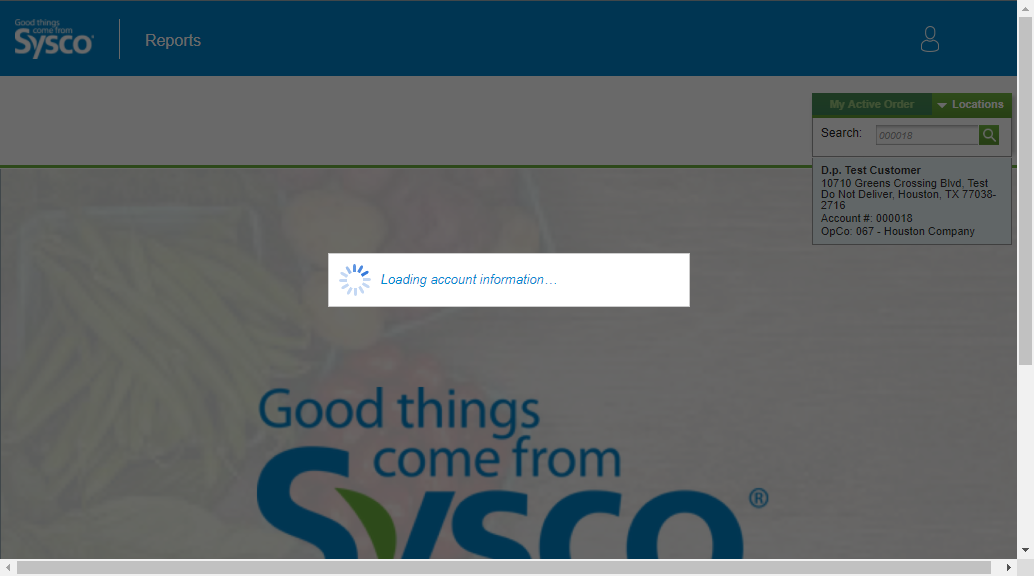 Good things
come from
Sysco
Reports
My Active Order
Locations
Search:
000018
D.p. Test Customer
10710 Greens Crossing Blvd, Test
Do Not Deliver, Houston, TX 77038-
2716
Account #: 000018
OpCo: 067 - Houston Company
Loading account information…
Good things
come from
Sysco®